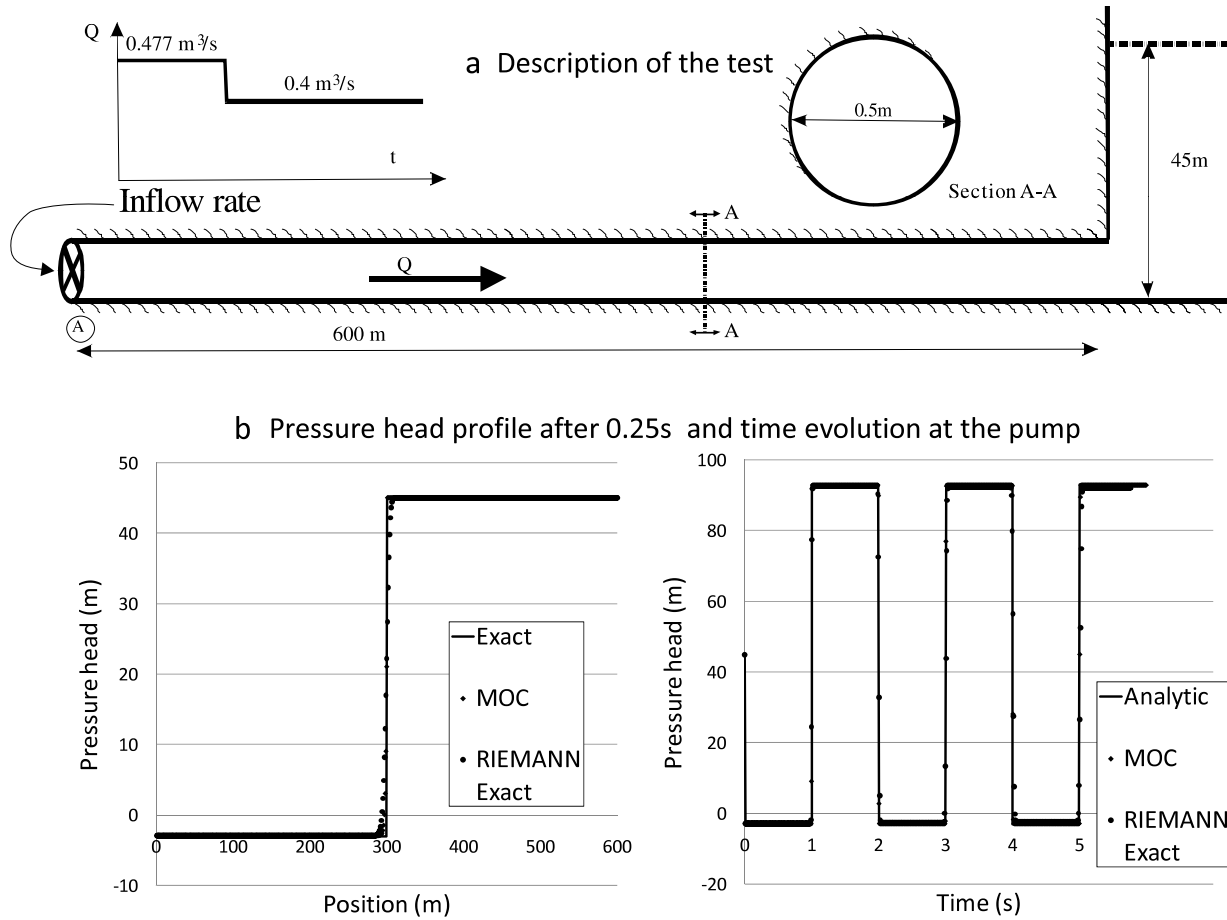 Q
0.477 m³/s
0.4 m³/s
t
a Description of the test
0.5m
Section A-A
45m
Inflow rate
A
Q
A
A
600 m
b Pressure head profile after 0.25s and time evolution at the pump
Pressure head (m)
50
40
30
20
10
0
-10
0 100 200 300 400 500 600
Position (m)
Exact
MOC
RIEMANN
Exact
Pressure head (m)
100
80
60
40
20
0
-20
0 1 2 3 4 5
Time (s)
Analytic
MOC
RIEMANN
Exact